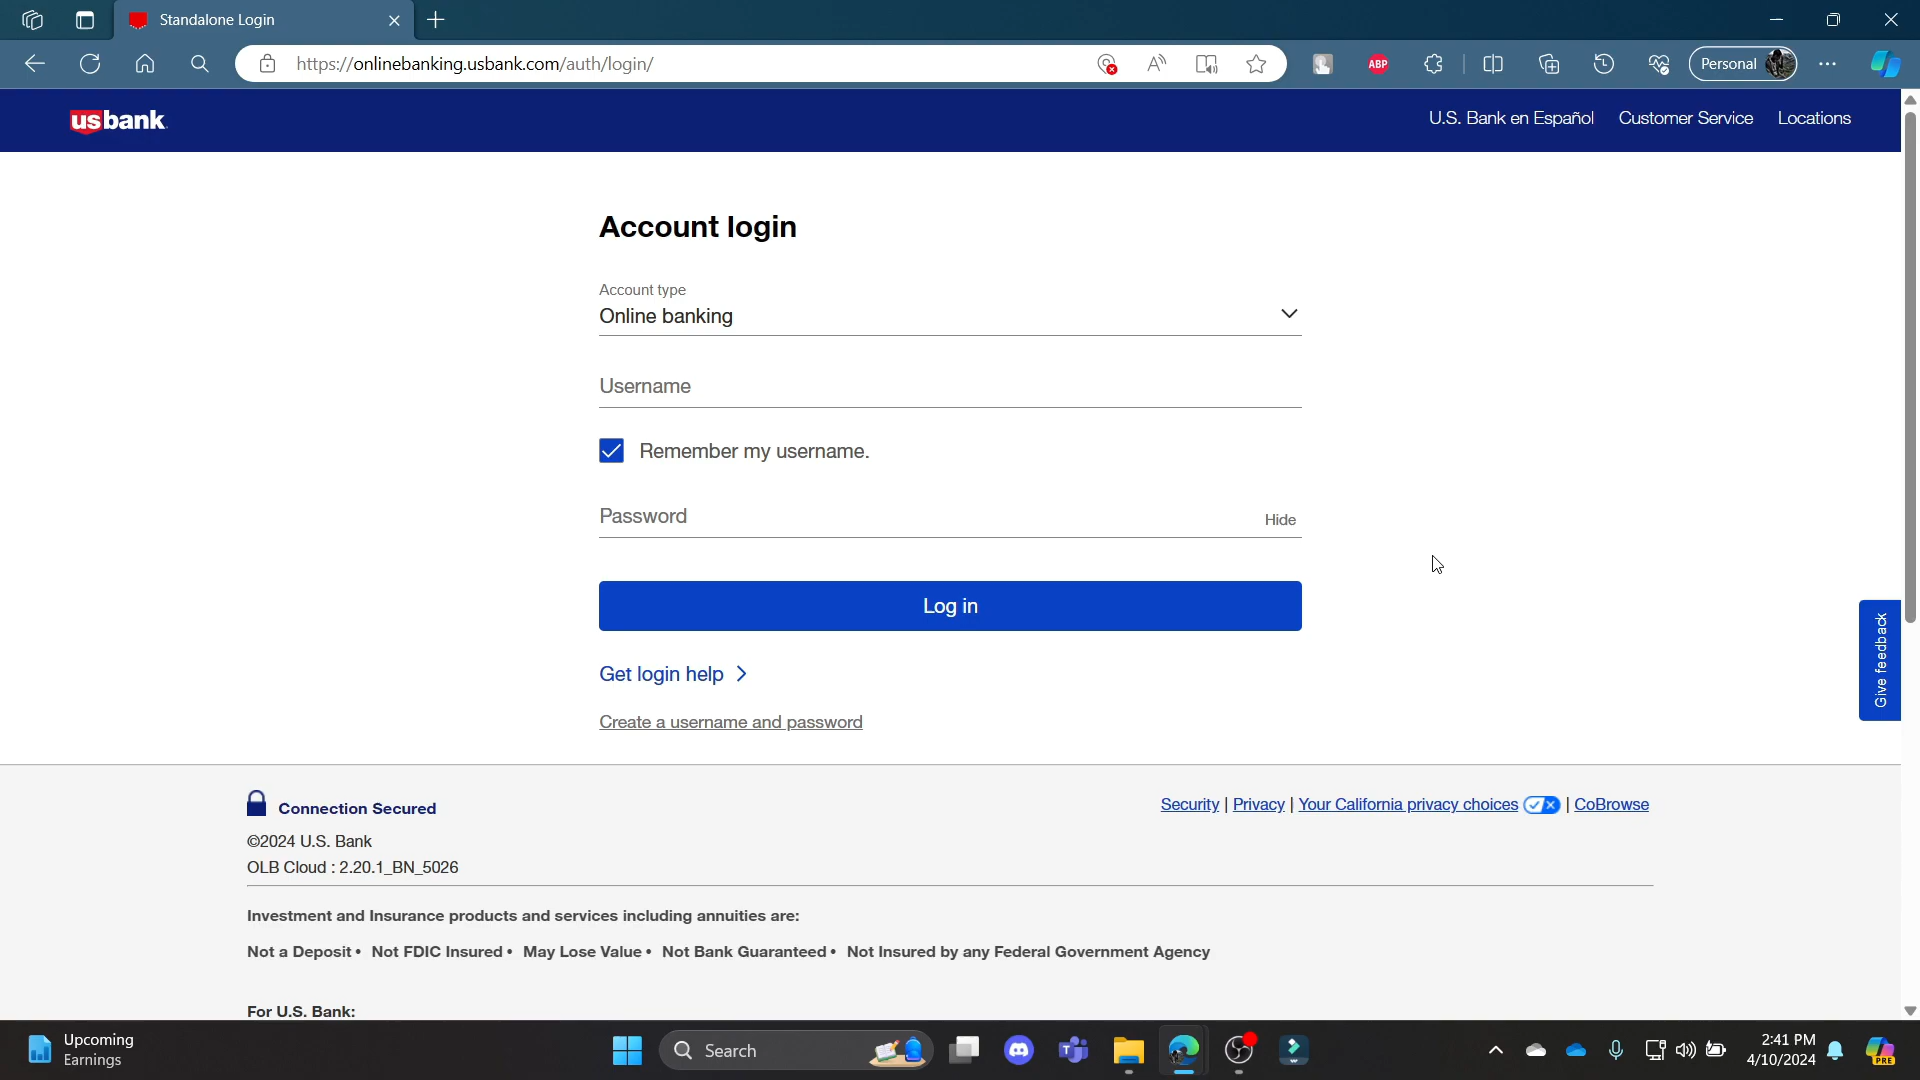 Standalone Login
https://onlinebanking.usbank.com/auth/login/
ABP
Personal
usbank
U.S. Bank en Español Customer Service Locations
Account login
Account type
Online banking
Username
Remember my username.
Password
Hide
Log in
Get login help
Create a username and password
Give feedback
Connection Secured
Security | Privacy | Your California privacy choices | CoBrowse
©2024 U.S. Bank
OLB Cloud : 2.20.1_BN_5026
Investment and Insurance products and services including annuities are:
Not a Deposit • Not FDIC Insured • May Lose Value • Not Bank Guaranteed • Not Insured by any Federal Government Agency
For U.S. Bank:
Upcoming
Earnings
Search
2:41 PM
4/10/2024
PRE